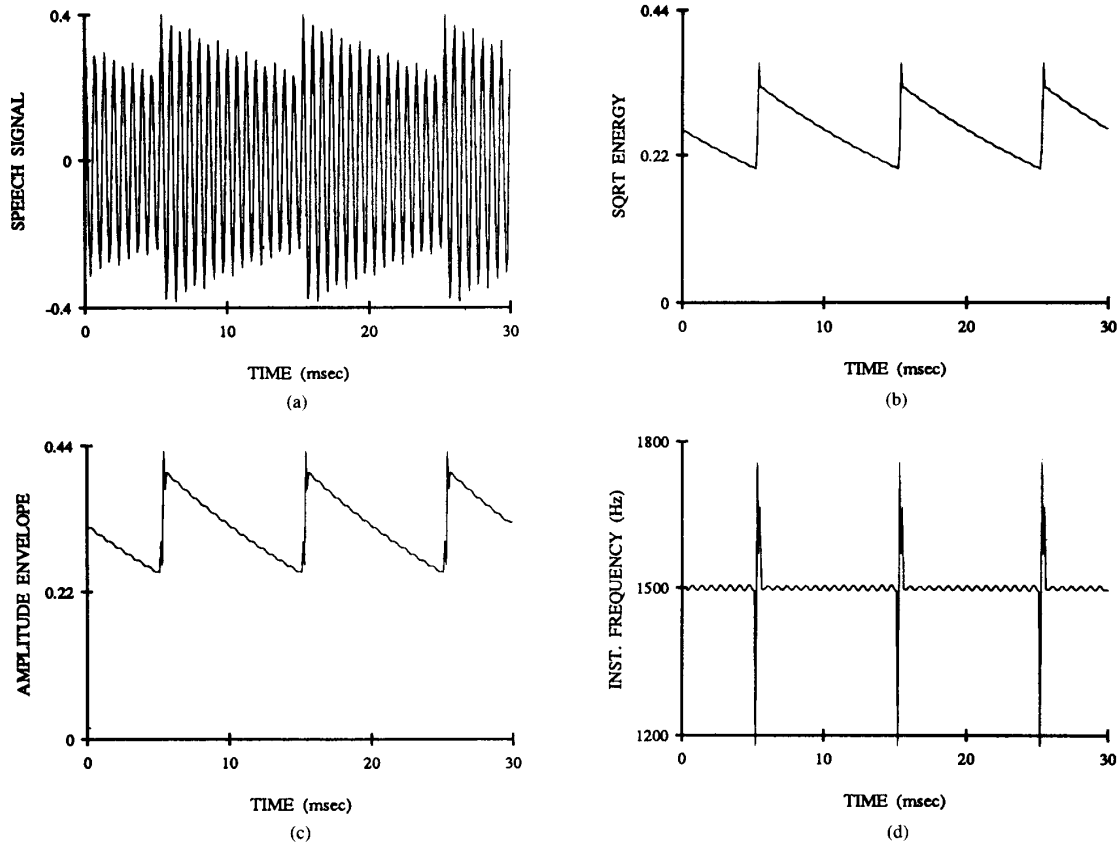 0.4
0
-0.4
SPEECH SIGNAL
0 10 20 30
TIME (msec)
(a)
0.44
0.22
0
SQRT ENERGY
0 10 20 30
TIME (msec)
(b)
0.44
0.22
0
AMPLITUDE ENVELOPE
0 10 20 30
TIME (msec)
(c)
1800
1500
1200
INST. FREQUENCY (Hz)
0 10 20 30
TIME (msec)
(d)